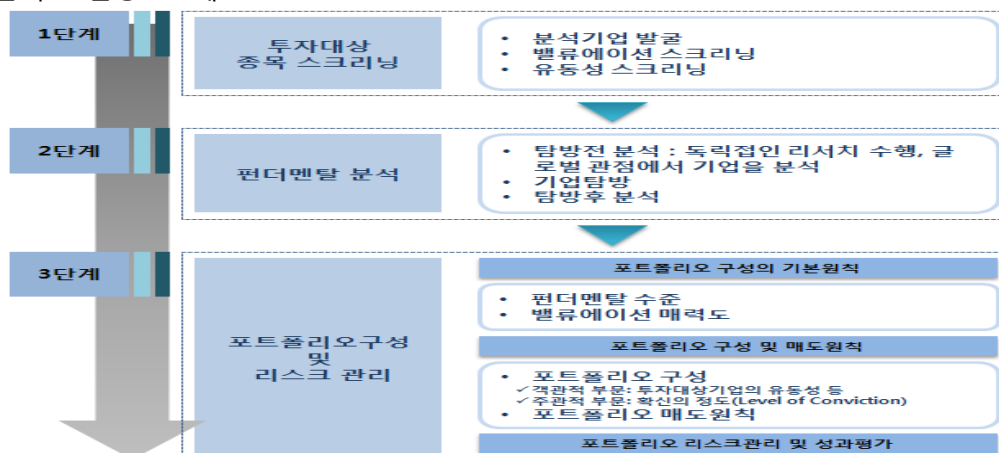 1단계
투자대상
종목 스크리닝
• 분석기업 발굴
• 밸류에이션 스크리닝
• 유동성 스크리닝
2단계
펀더멘탈 분석
• 탐방전 분석 : 독립접인 리서치 수행, 글
로벌 관점에서 기업을 분석
• 기업탐방
• 탐방후 분석
3단계
포트폴리오구성
및
리스크 관리
포트폴리오 구성의 기본원칙
• 펀더멘탈 수준
• 밸류에이션 매력도
포트폴리오 구성 및 매도원칙
• 포트폴리오 구성
✓객관적 부문: 투자대상기업의 유동성 등
✓주관적 부문: 확신의 정도(Level of Conviction)
• 포트폴리오 매도원칙
포트폴리오 리스크관리 및 성과평가